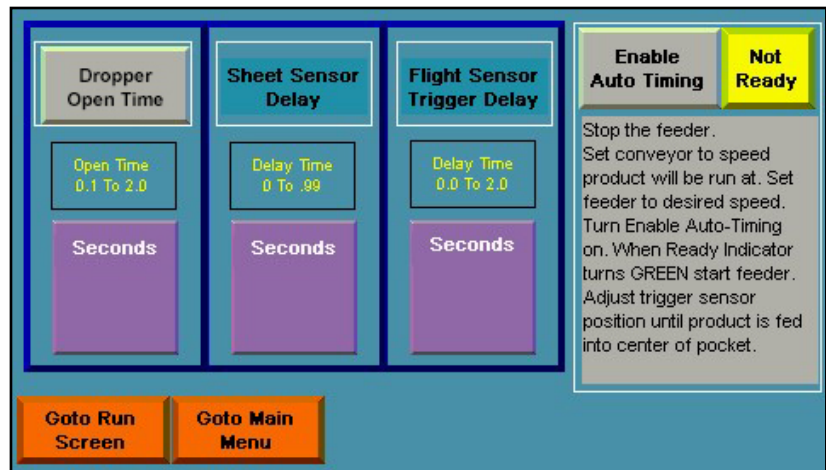 Dropper
Open Time
Open Time
0.1 To 2.0
Seconds
Sheet Sensor
Delay
Delay Time
0 To .99
Seconds
Flight Sensor
Trigger Delay
Delay Time
0.0 To 2.0
Seconds
Enable
Auto Timing
Not
Ready
Stop the feeder.
Set conveyor to speed
product will be run at. Set
feeder to desired speed.
Turn Enable Auto-Timing
on. When Ready Indicator
turns GREEN start feeder.
Adjust trigger sensor
position until product is fed
into center of pocket.
Goto Run
Screen
Goto Main
Menu